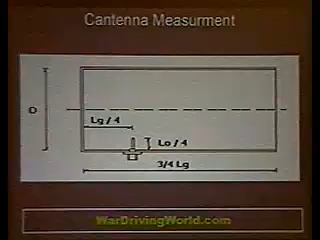 Cantenna Measurment
D
Lg / 4
Lo / 4
3/4 Lg
WarDrivingWorld.com